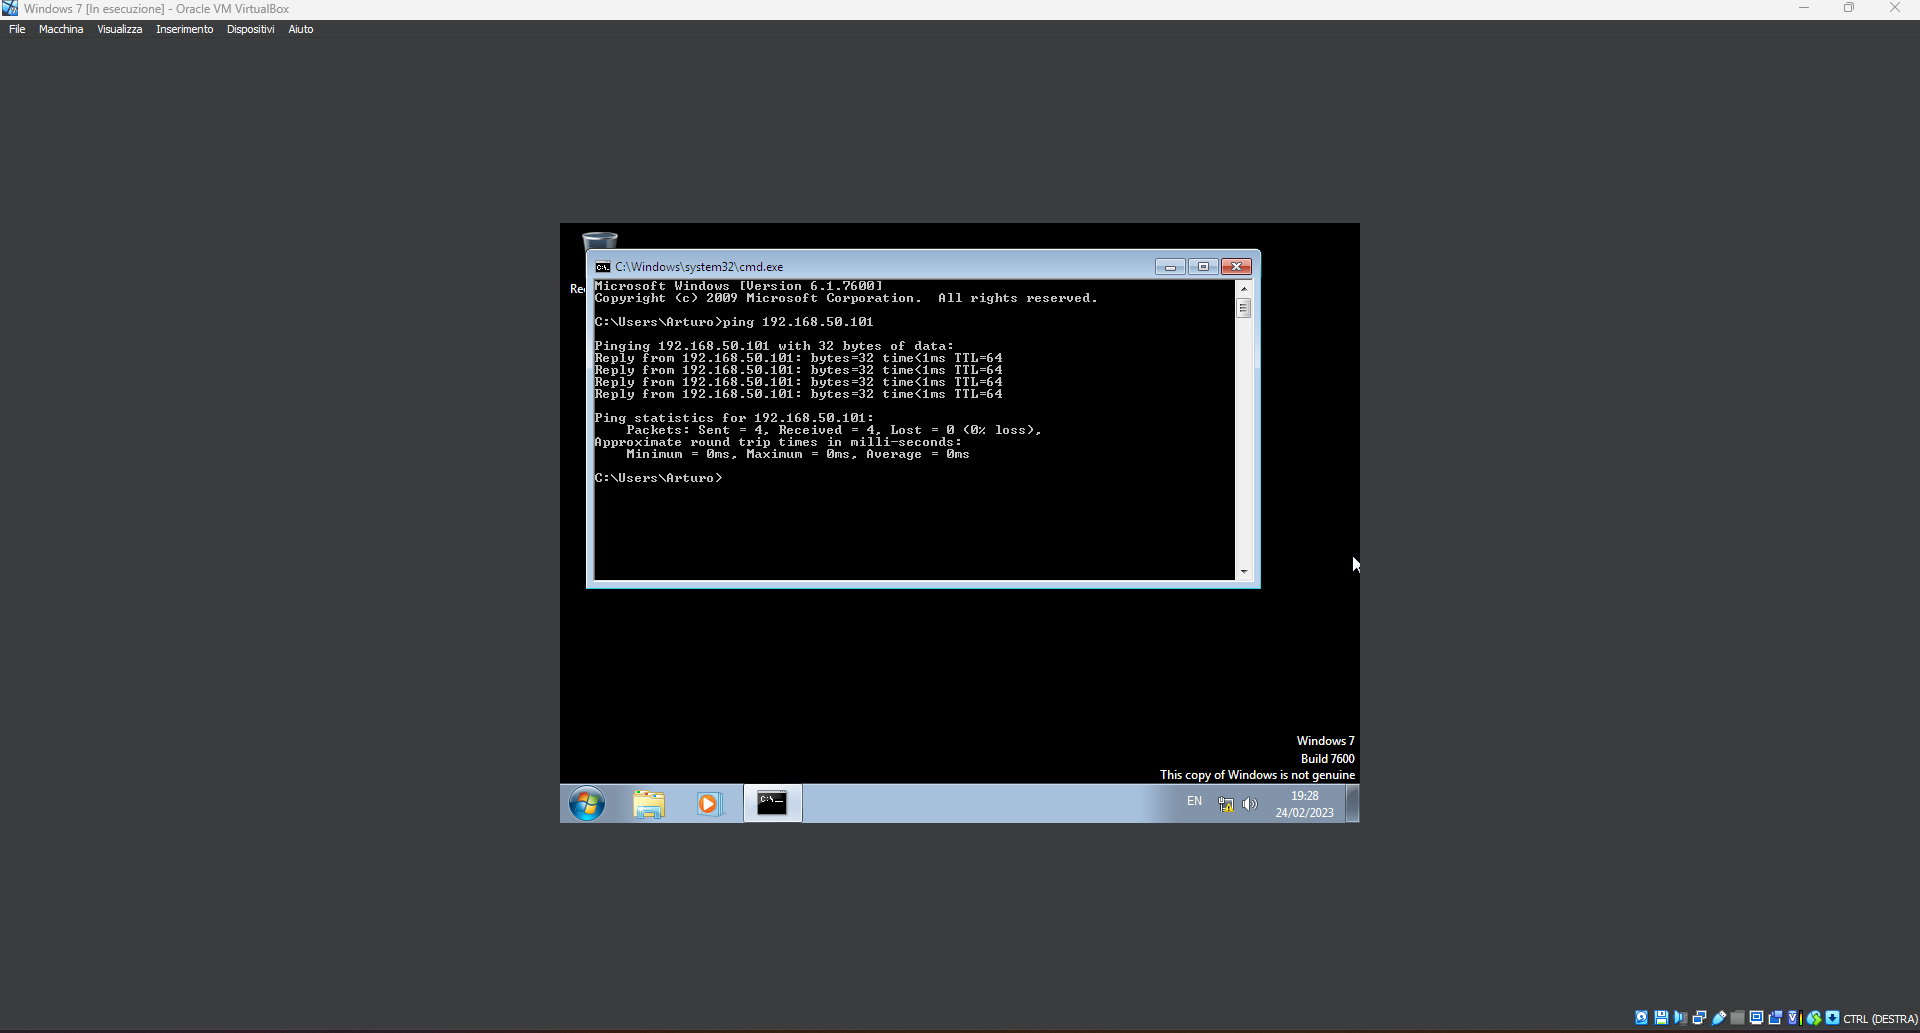 Windows 7 [In esecuzione] - Oracle VM VirtualBox
File Macchina Visualizza Inserimento Dispositivi Aiuto
C:\Windows\system32\cmd.exe
Microsoft Windows [Version 6.1.7600]
Copyright (c) 2009 Microsoft Corporation.  All rights reserved.
C:\Users\Arturo>ping 192.168.50.101
Pinging 192.168.50.101 with 32 bytes of data:
Reply from 192.168.50.101: bytes=32 time<1ms TTL=64
Reply from 192.168.50.101: bytes=32 time<1ms TTL=64
Reply from 192.168.50.101: bytes=32 time<1ms TTL=64
Reply from 192.168.50.101: bytes=32 time<1ms TTL=64
Ping statistics for 192.168.50.101:
    Packets: Sent = 4, Received = 4, Lost = 0 (0% loss),
Approximate round trip times in milli-seconds:
    Minimum = 0ms, Maximum = 0ms, Average = 0ms
C:\Users\Arturo>
Windows 7
Build 7600
This copy of Windows is not genuine
EN
19:28
24/02/2023
CTRL (DESTRA)